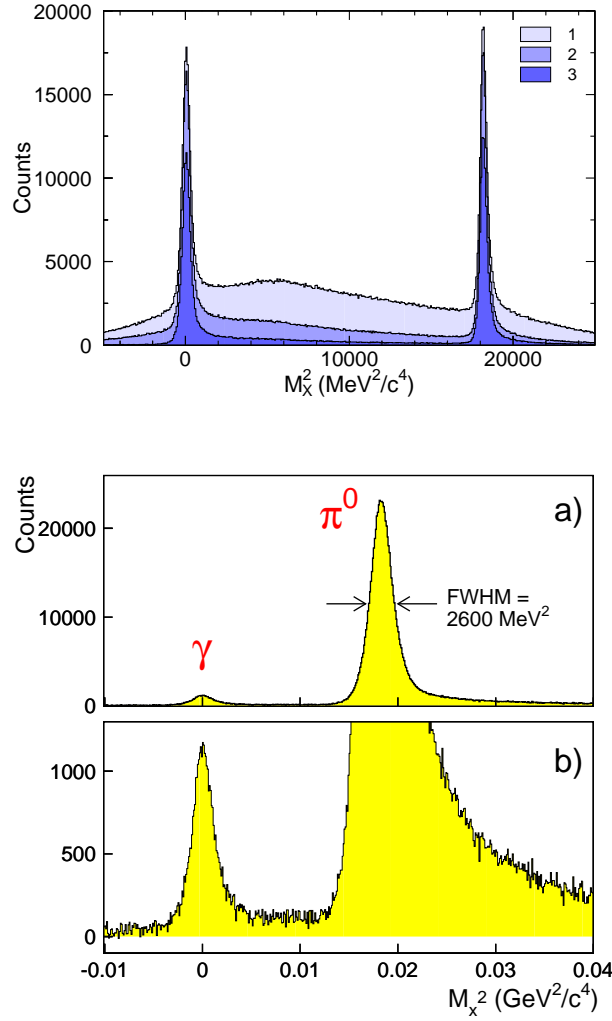 20000
15000
10000
5000
0
Counts
1
2
3
0 10000 20000
M_X^2 (MeV^2/c^4)
Counts
20000
10000
0
γ
π^0
a)
FWHM =
2600 MeV^2
b)
1000
500
0
-0.01 0 0.01 0.02 0.03 0.04
M_x^2 (GeV^2/c^4)